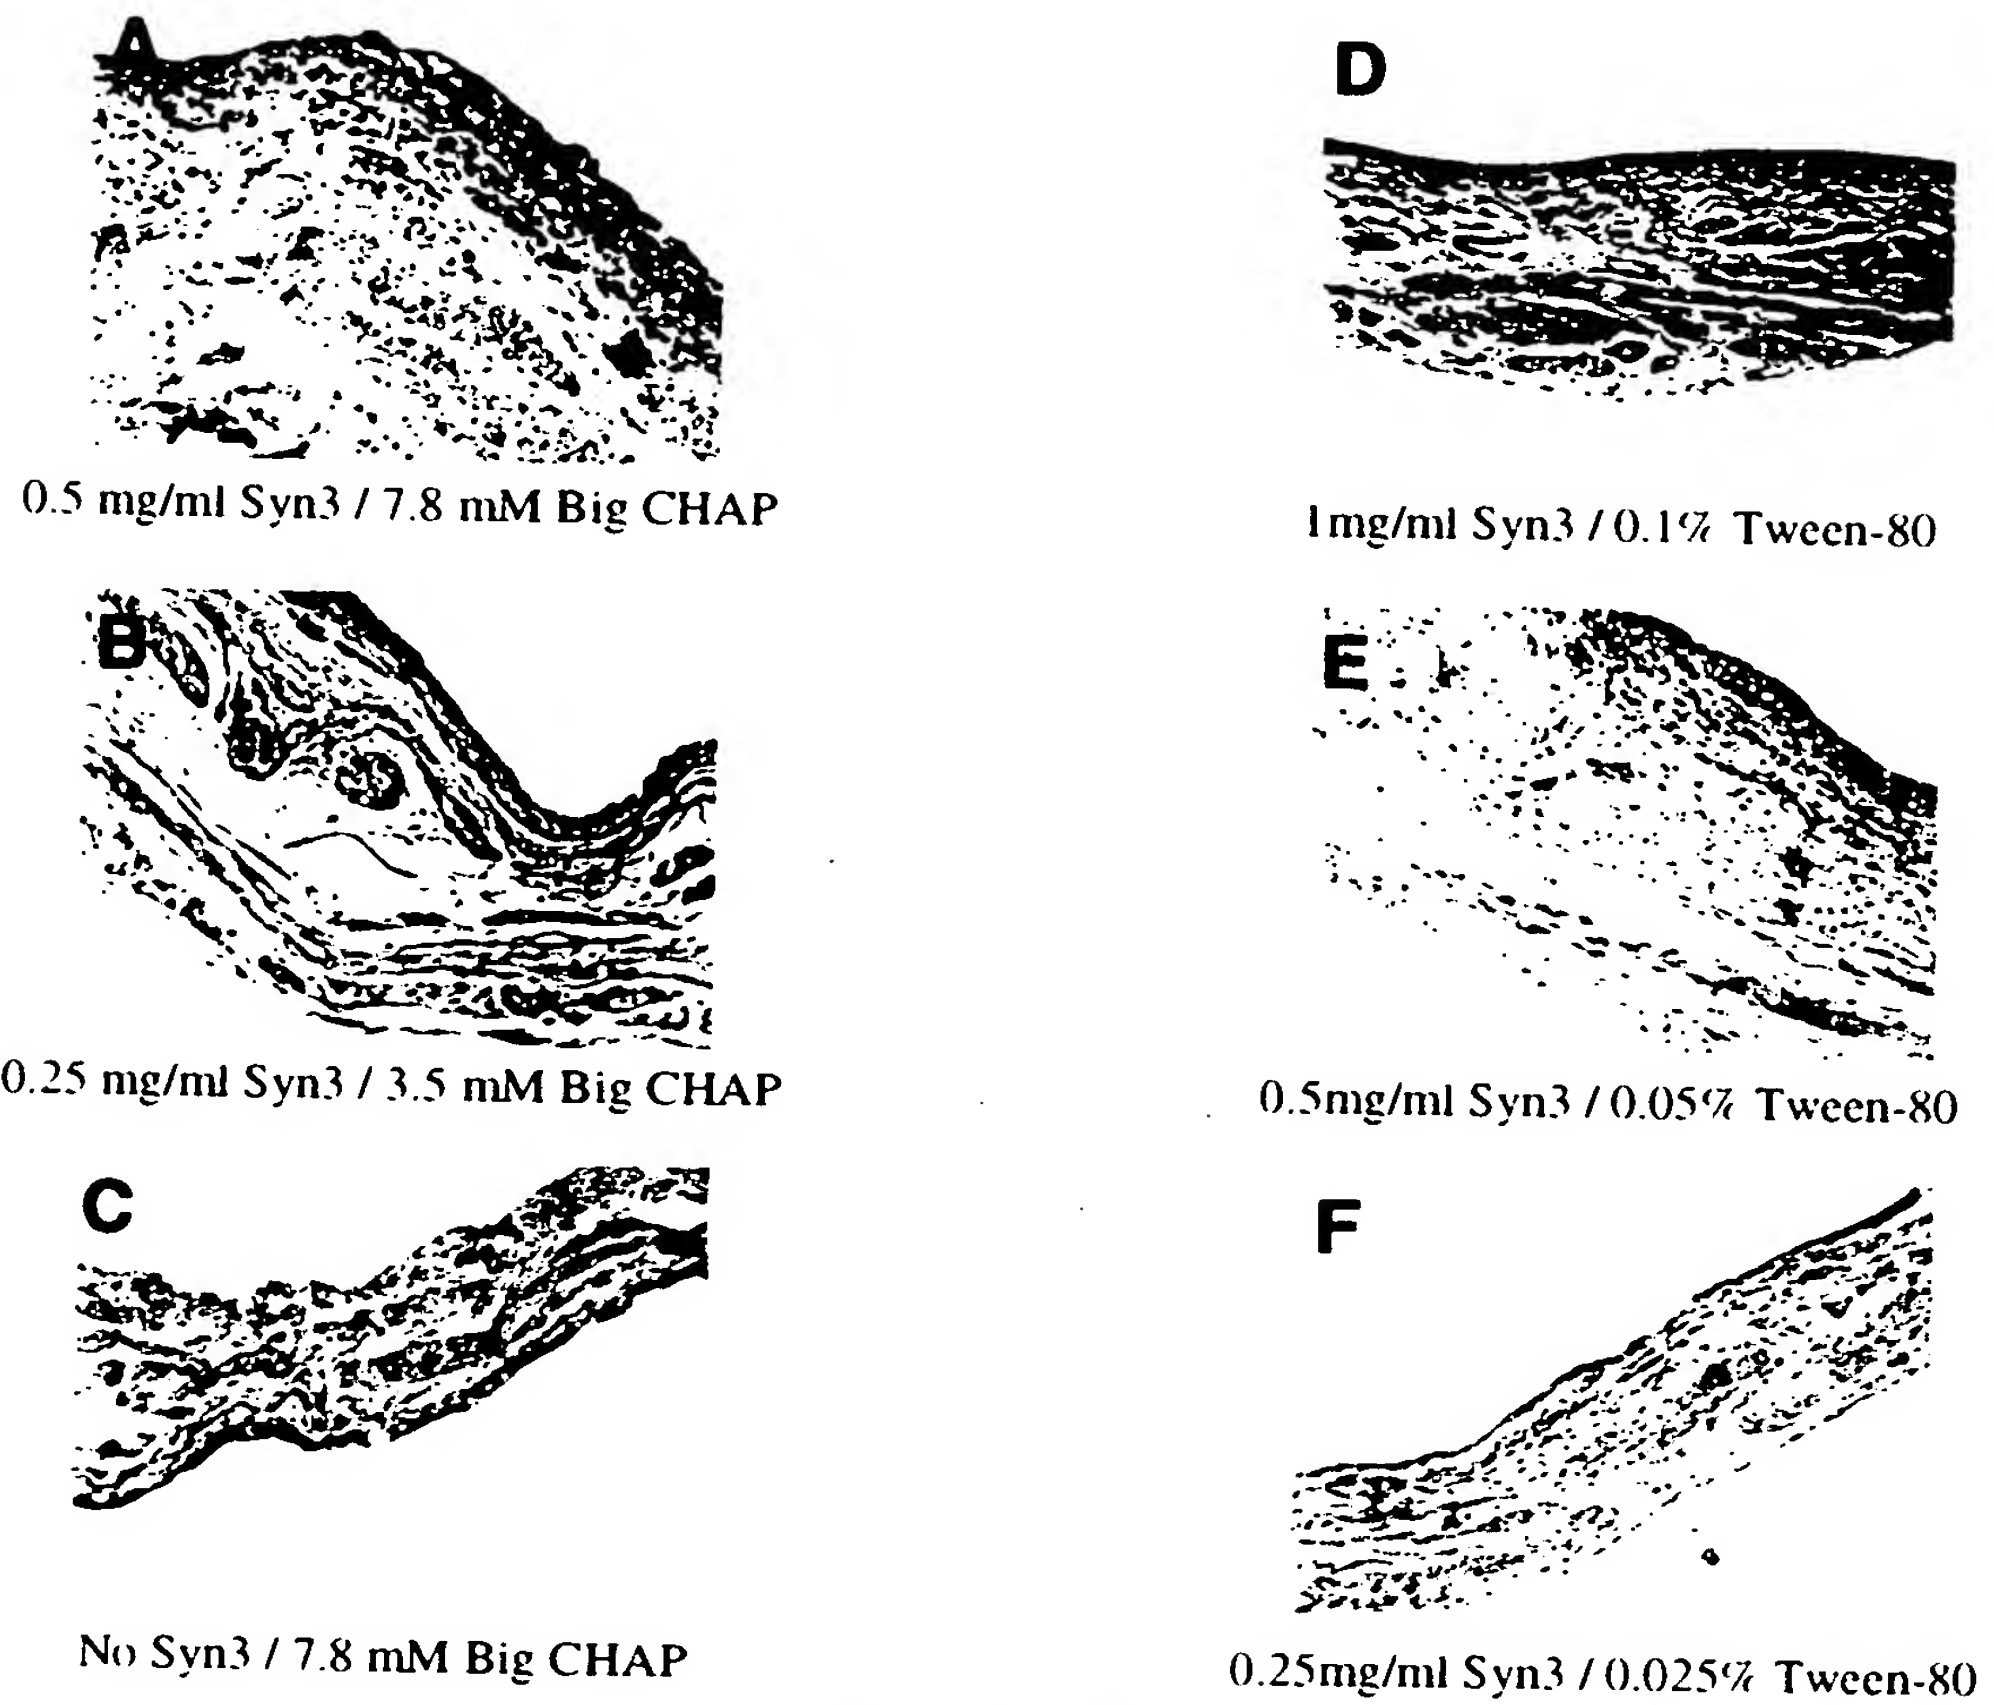 A
0.5 mg/ml Syn3 / 7.8 mM Big CHAP
B
0.25 mg/ml Syn3 / 3.5 mM Big CHAP
C
No Syn3 / 7.8 mM Big CHAP
D
1mg/ml Syn3 / 0.1% Tween-80
E
0.5mg/ml Syn3 / 0.05% Tween-80
F
0.25mg/ml Syn3 / 0.025% Tween-80